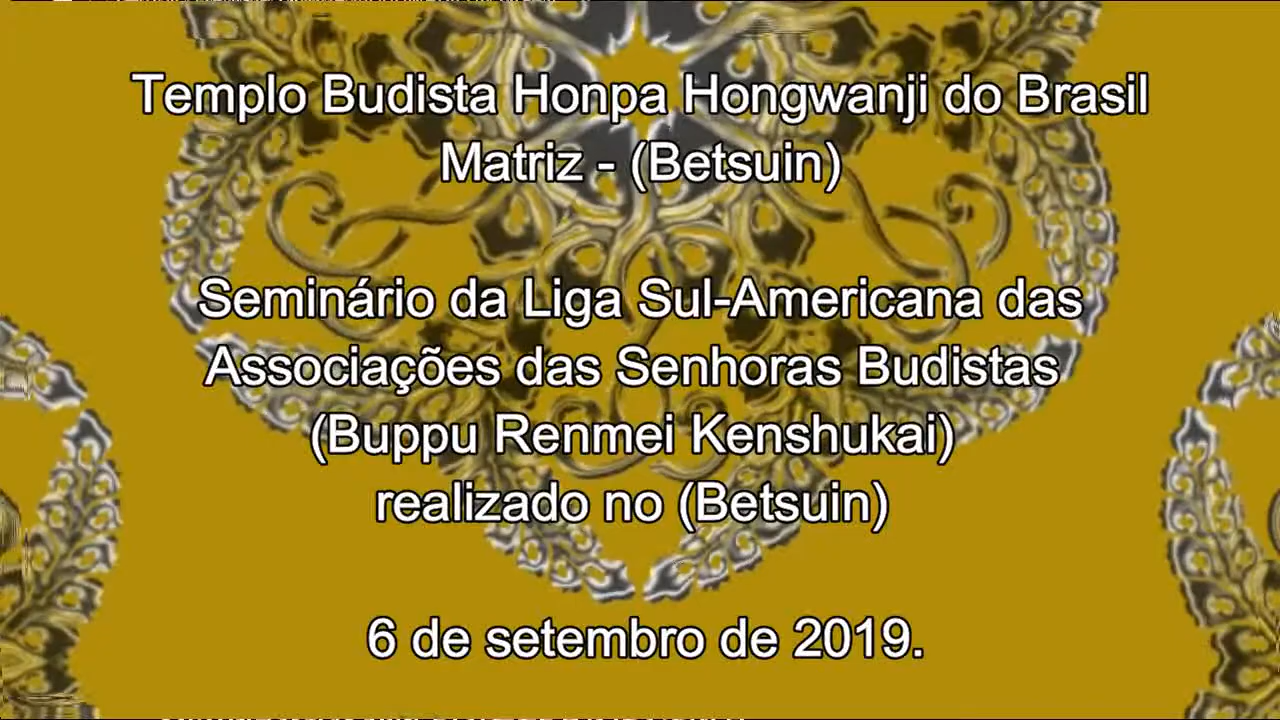 Templo Budista Honpa Hongwanji do Brasil
Matriz - (Betsuin)
Seminário da Liga Sul-Americana das
Associações das Senhoras Budistas
(Buppu Renmei Kenshukai)
realizado no (Betsuin)
6 de setembro de 2019.